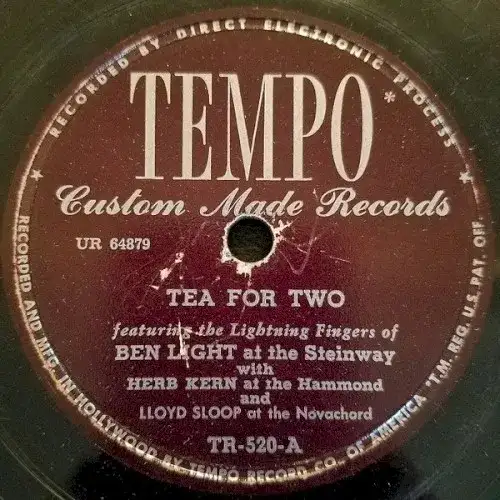 * RECORDED BY DIRECT ELECTRONIC PROCESS *
TEMPO
Custom Made Records
UR 64879
TEA FOR TWO
featuring the Lightning Fingers of
BEN LIGHT at the Steinway
with
HERB KERN at the Hammond
and
LLOYD SLOOP at the Novachord
TR-520-A
RECORDED AND MFG. IN HOLLYWOOD BY TEMPO RECORD CO. OF AMERICA "T.M. REG. U.S. PAT. OFF.